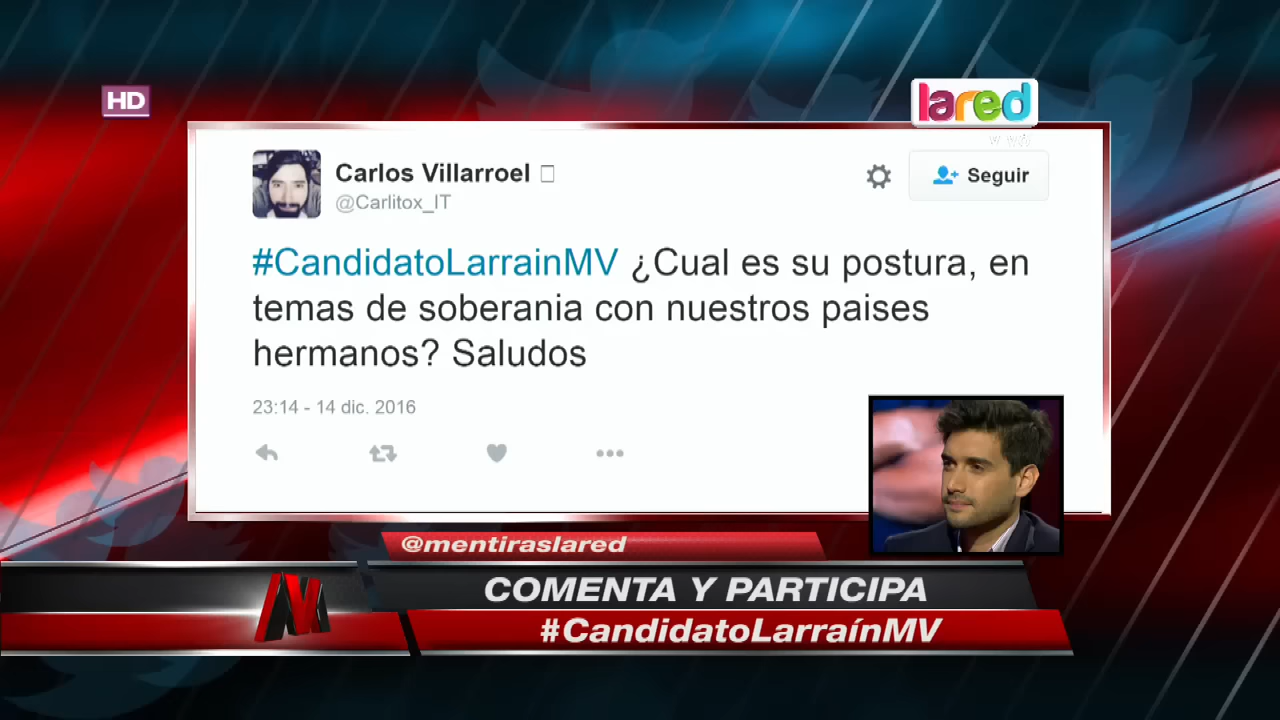 HD
lared
Carlos Villarroel
@Carlitox_IT
Seguir
#CandidatoLarrainMV ¿Cual es su postura, en
temas de soberania con nuestros paises
hermanos? Saludos
23:14 - 14 dic. 2016
@mentiraslared
COMENTA Y PARTICIPA
#CandidatoLarraínMV